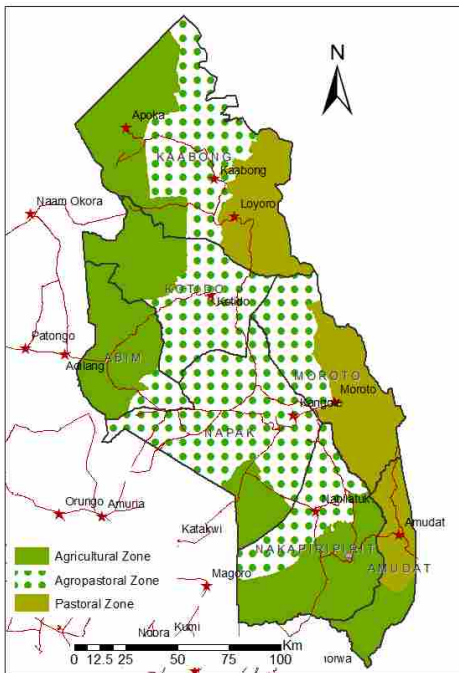 N
Apoka
KAABONG
Kaabong
Naam Okora
Loyoro
KOTIDO
Kotido
Patongo
ABIM
Adilang
MOROTO
Moroto
Kangole
NAPAK
Orungo
Amuria
Nabilatuk
Katakwi
Amudat
NAKAPIRIPIRIT
AMUDAT
Agricultural Zone
Agropastoral Zone
Pastoral Zone
Magoro
Kumi
Km
0 12.5 25 50 75 100